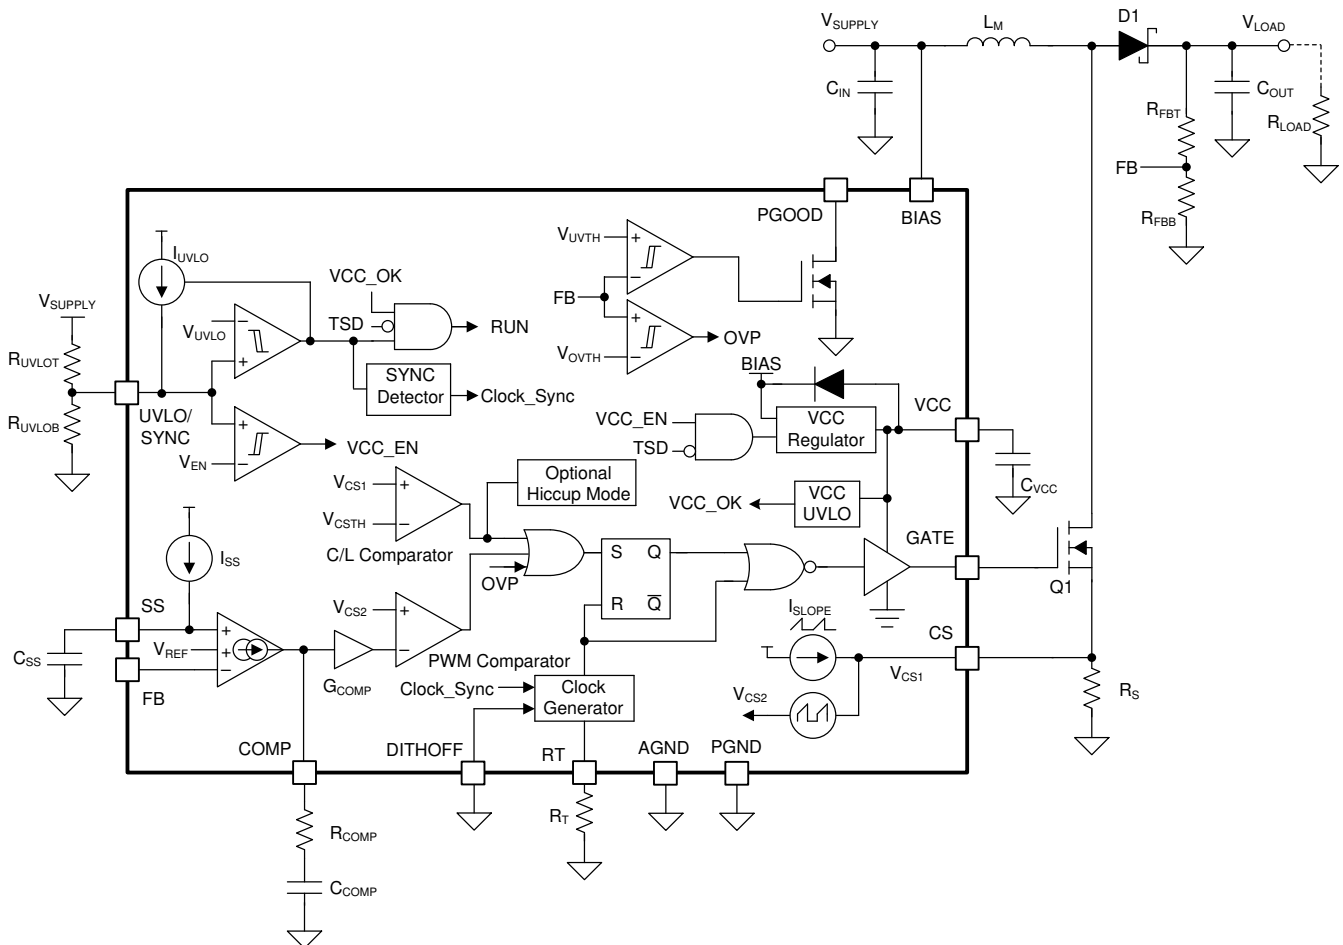 VSUPPLY
LM
D1
VLOAD
CIN
RFBT
COUT
RLOAD
FB
RFBB
PGOOD
BIAS
IUVLO
VUVTH
VCC_OK
FB
VSUPPLY
TSD
RUN
VUVLO
OVP
RUVLOT
VOVTH
BIAS
SYNC
Detector
Clock_Sync
VCC
UVLO/
SYNC
VCC_EN
VCC
Regulator
RUVLOB
TSD
VCC_EN
VEN
Optional
Hiccup Mode
VCS1
CVCC
VCC_OK
VCC
UVLO
VCSTH
C/L Comparator
GATE
S
Q
ISS
OVP
Q1
R
Q
SS
VCS2
ISLOPE
CS
VREF
CSS
PWM Comparator
VCS1
FB
GCOMP
Clock_Sync
Clock
Generator
VCS2
RS
COMP
DITHOFF
RT
AGND
PGND
RT
RCOMP
CCOMP